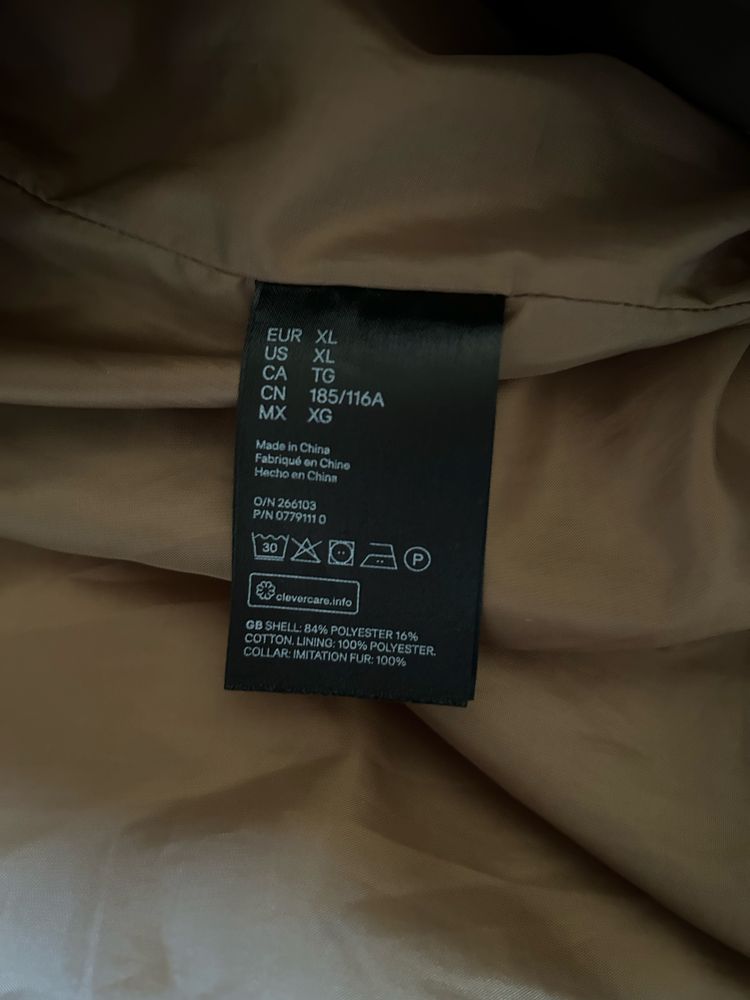 EUR XL
US XL
CA TG
CN 185/116A
MX XG
Made in China
Fabriqué en Chine
Hecho en China
O/N 266103
P/N 0779111 0
30
P
clevercare.info
GB SHELL: 84% POLYESTER 16%
COTTON, LINING: 100% POLYESTER.
COLLAR: IMITATION FUR: 100%